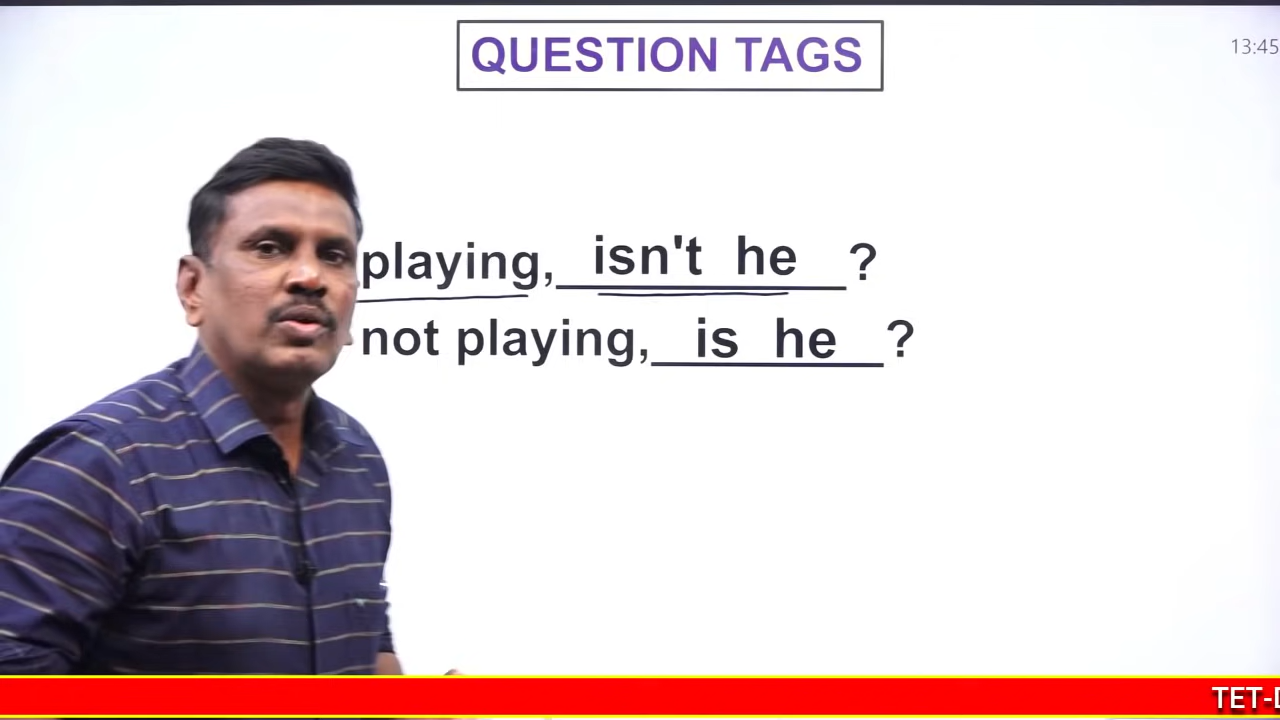 QUESTION TAGS
13:45
playing, isn't he ?
not playing, is he ?
TET-